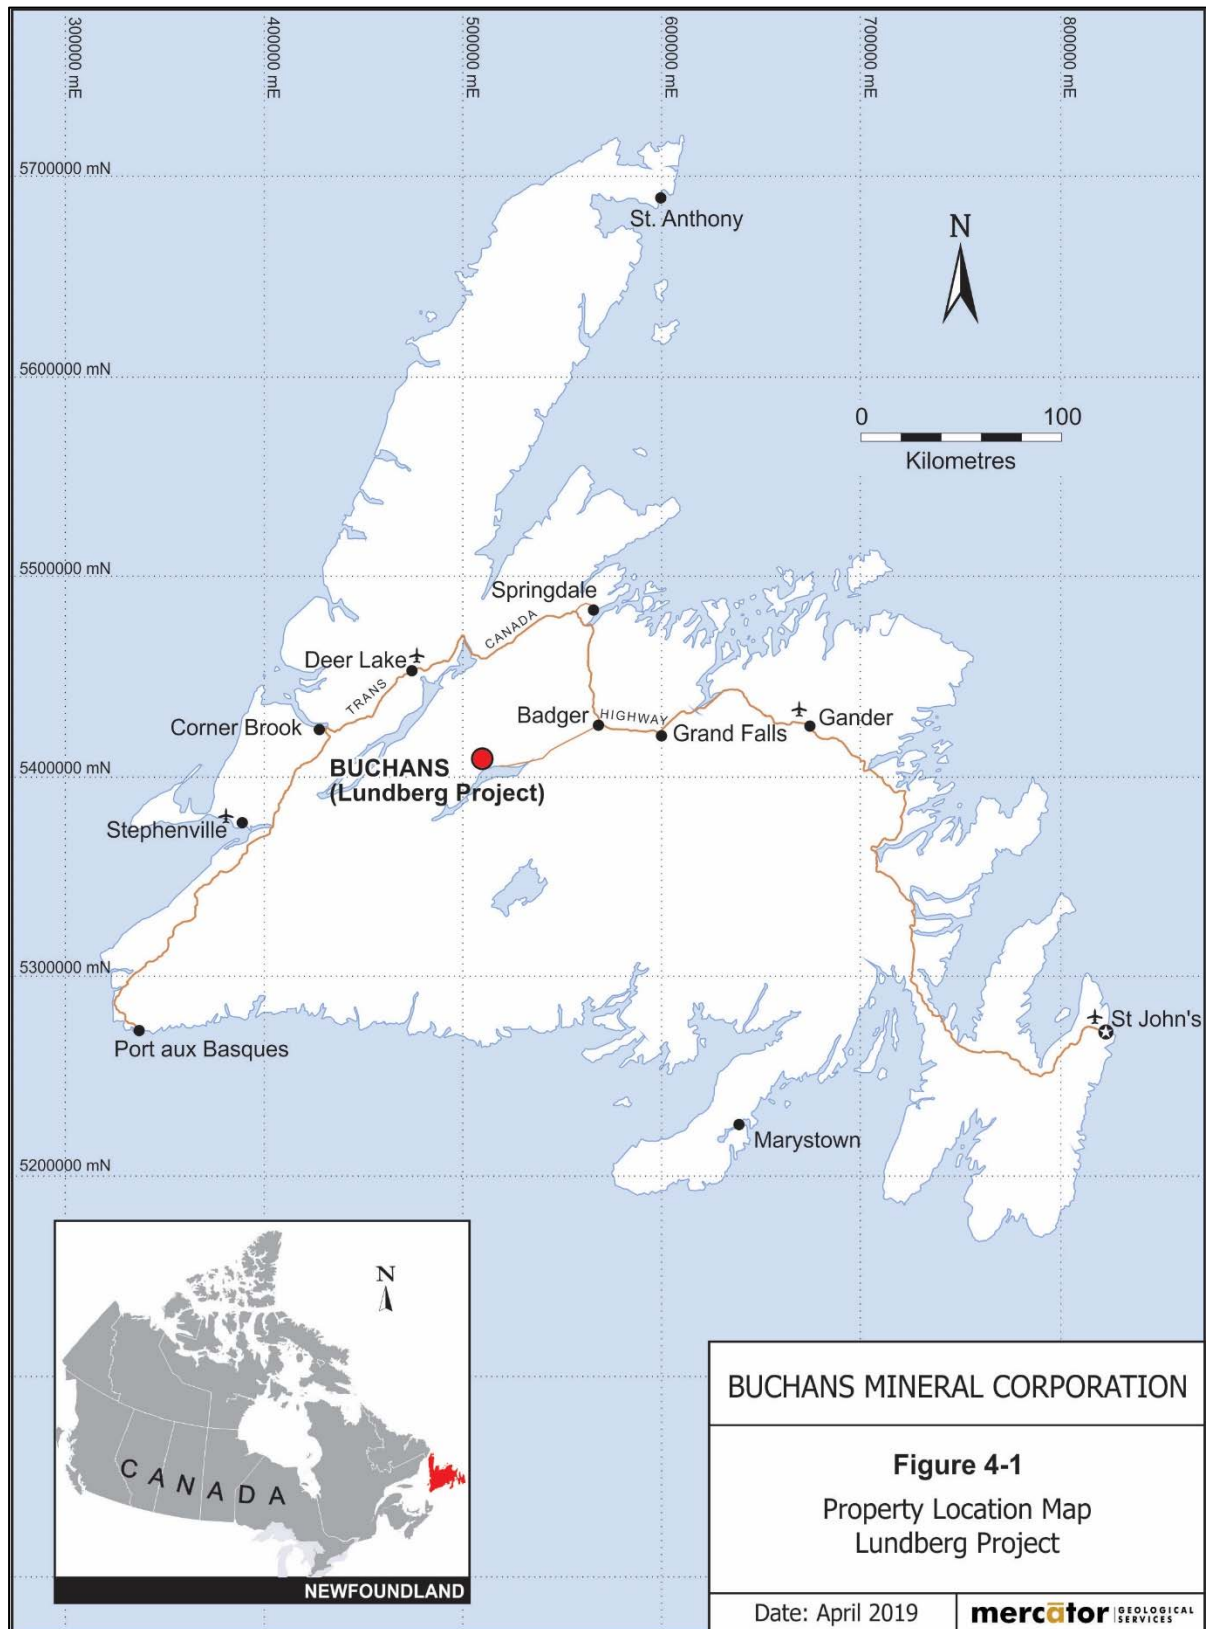 300000 mE
400000 mE
500000 mE
600000 mE
700000 mE
800000 mE
5700000 mN
St. Anthony
N
5600000 mN
0 100
Kilometres
5500000 mN
Springdale
CANADA
Deer Lake
TRANS
Corner Brook
Badger
HIGHWAY
Grand Falls
Gander
BUCHANS
(Lundberg Project)
5400000 mN
Stephenville
5300000 mN
St John's
Port aux Basques
Marystown
5200000 mN
N
CANADA
NEWFOUNDLAND
BUCHANS MINERAL CORPORATION
Figure 4-1
Property Location Map
Lundberg Project
Date: April 2019
mercātor GEOLOGICAL
SERVICES